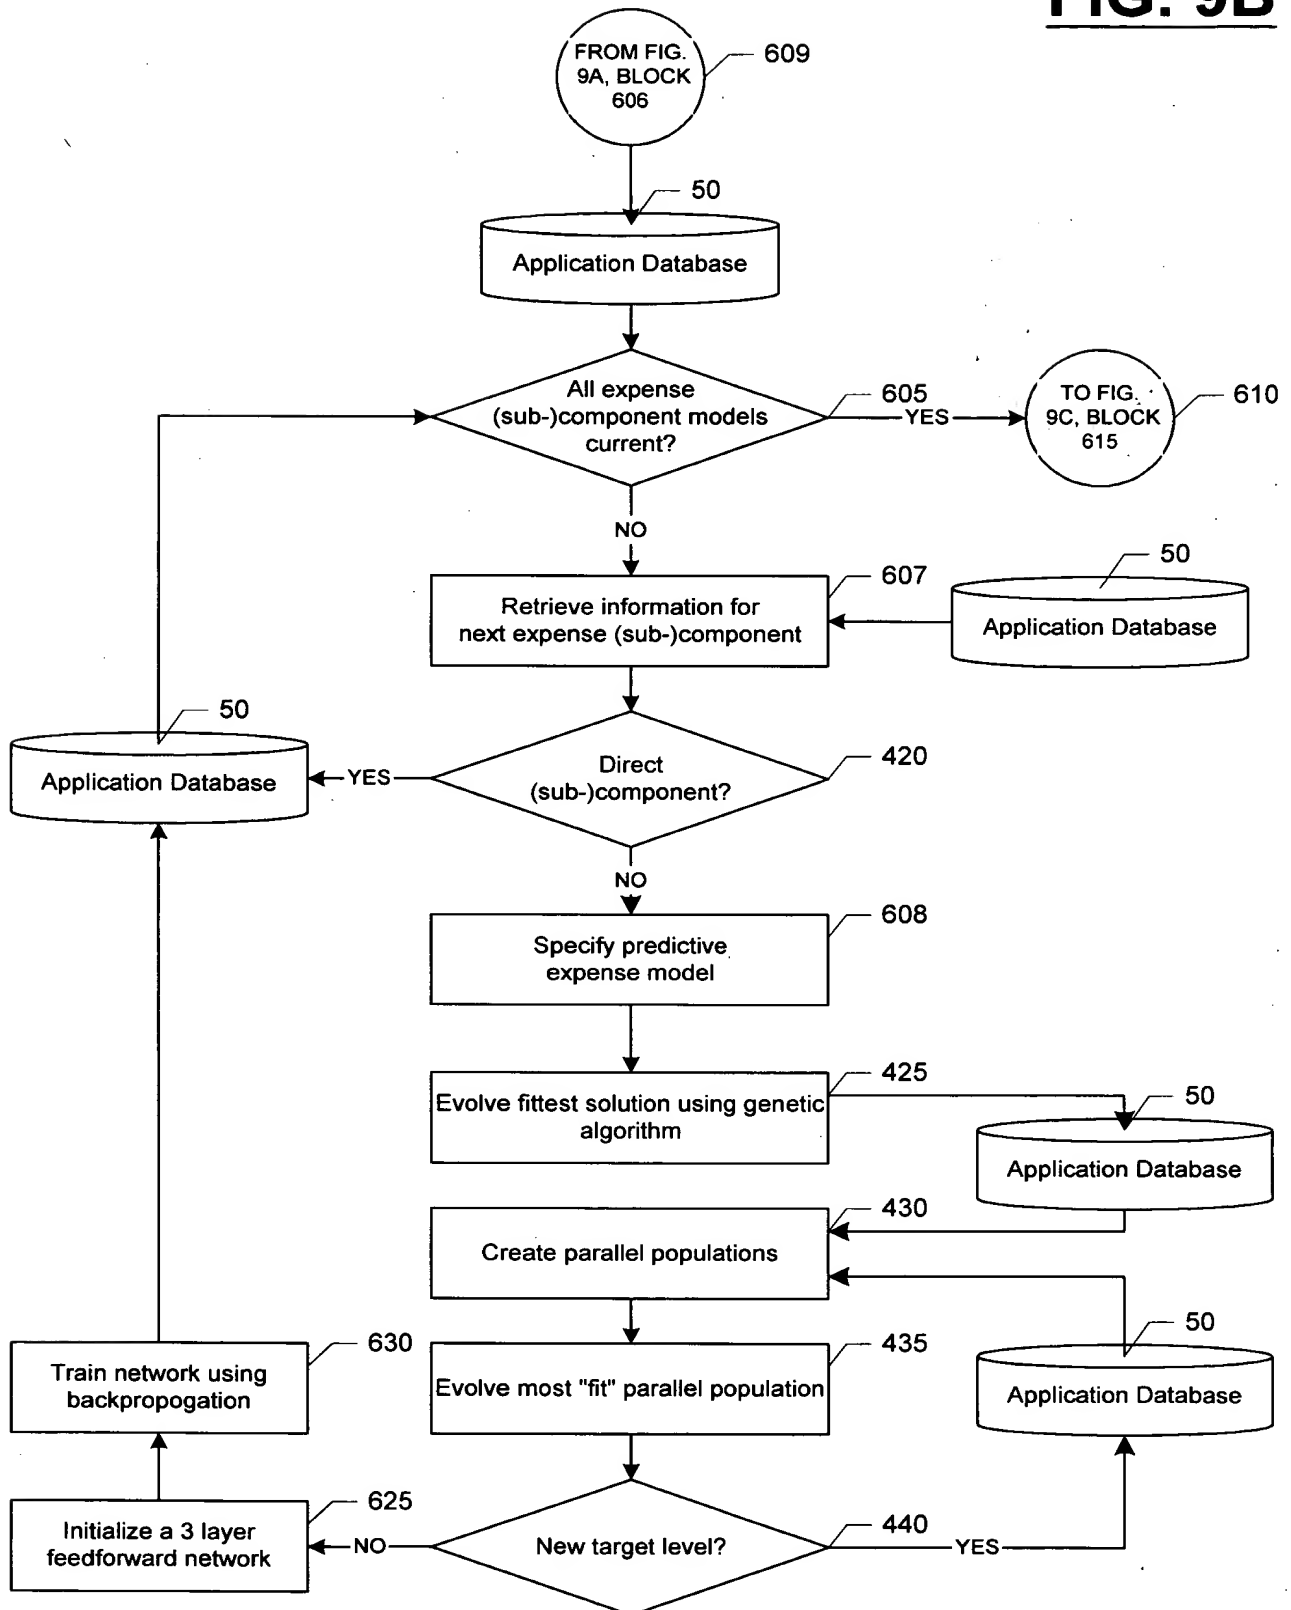 FIG. 9B
FROM FIG.
9A, BLOCK
606
609
50
Application Database
All expense
(sub-)component models
current?
605
YES
TO FIG.
9C, BLOCK
615
610
NO
Retrieve information for
next expense (sub-)component
607
50
Application Database
50
Application Database
YES
Direct
(sub-)component?
420
NO
Specify predictive
expense model
608
Evolve fittest solution using genetic
algorithm
425
50
Application Database
Create parallel populations
430
Train network using
backpropogation
630
Evolve most "fit" parallel population
435
50
Application Database
Initialize a 3 layer
feedforward network
625
NO
New target level?
440
YES